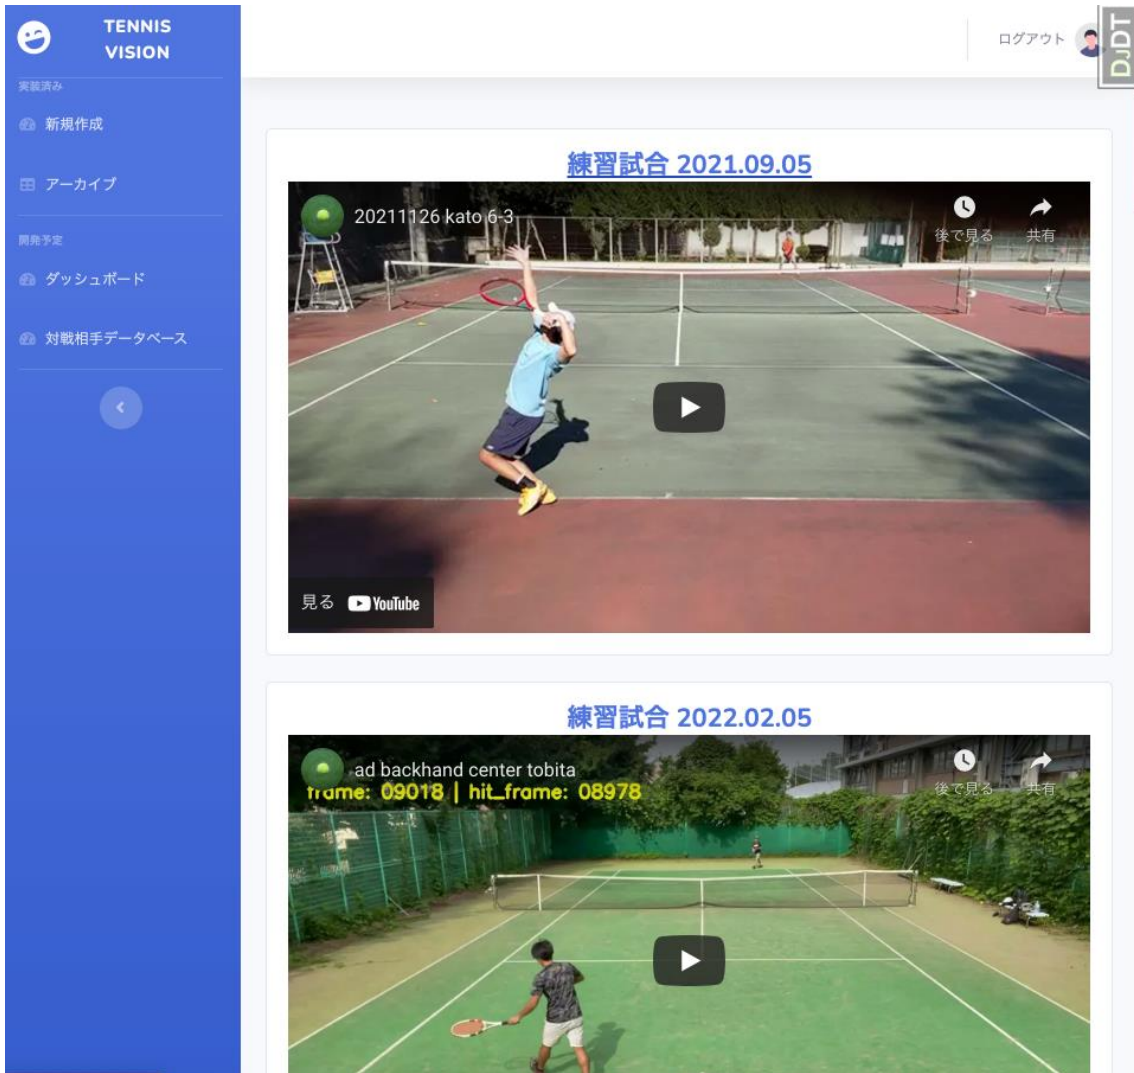 TENNIS
VISION
実装済み
新規作成
アーカイブ
開発予定
ダッシュボード
対戦相手データベース
ログアウト
DJDT
練習試合 2021.09.05
20211126 kato 6-3
後で見る
共有
見る YouTube
練習試合 2022.02.05
ad backhand center tobita
frame: 09018 | hit_frame: 08978
後で見る
共有